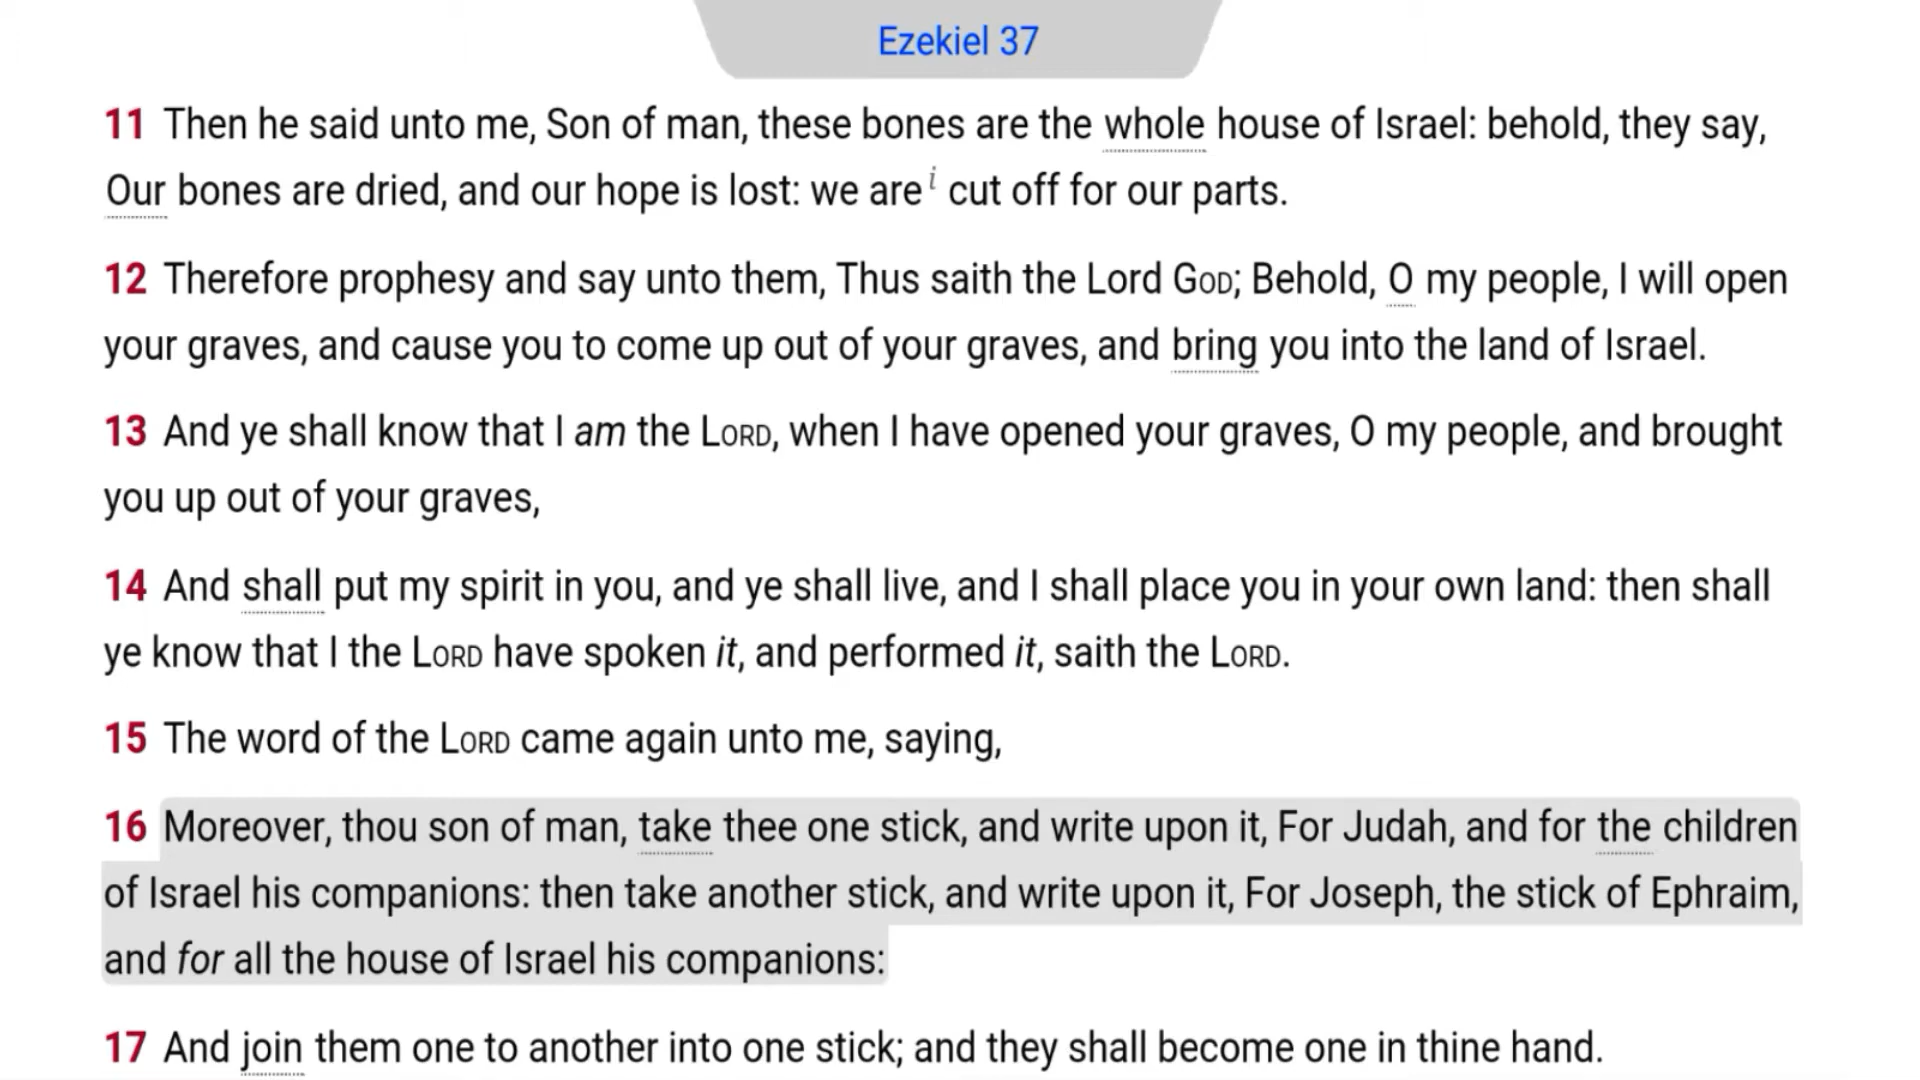 Ezekiel 37
11 Then he said unto me, Son of man, these bones are the whole house of Israel: behold, they say,
Our bones are dried, and our hope is lost: we are i cut off for our parts.
12 Therefore prophesy and say unto them, Thus saith the Lord GOD; Behold, O my people, I will open
your graves, and cause you to come up out of your graves, and bring you into the land of Israel.
13 And ye shall know that I am the LORD, when I have opened your graves, O my people, and brought
you up out of your graves,
14 And shall put my spirit in you, and ye shall live, and I shall place you in your own land: then shall
ye know that I the LORD have spoken it, and performed it, saith the LORD.
15 The word of the LORD came again unto me, saying,
16 Moreover, thou son of man, take thee one stick, and write upon it, For Judah, and for the children
of Israel his companions: then take another stick, and write upon it, For Joseph, the stick of Ephraim,
and for all the house of Israel his companions:
17 And join them one to another into one stick; and they shall become one in thine hand.